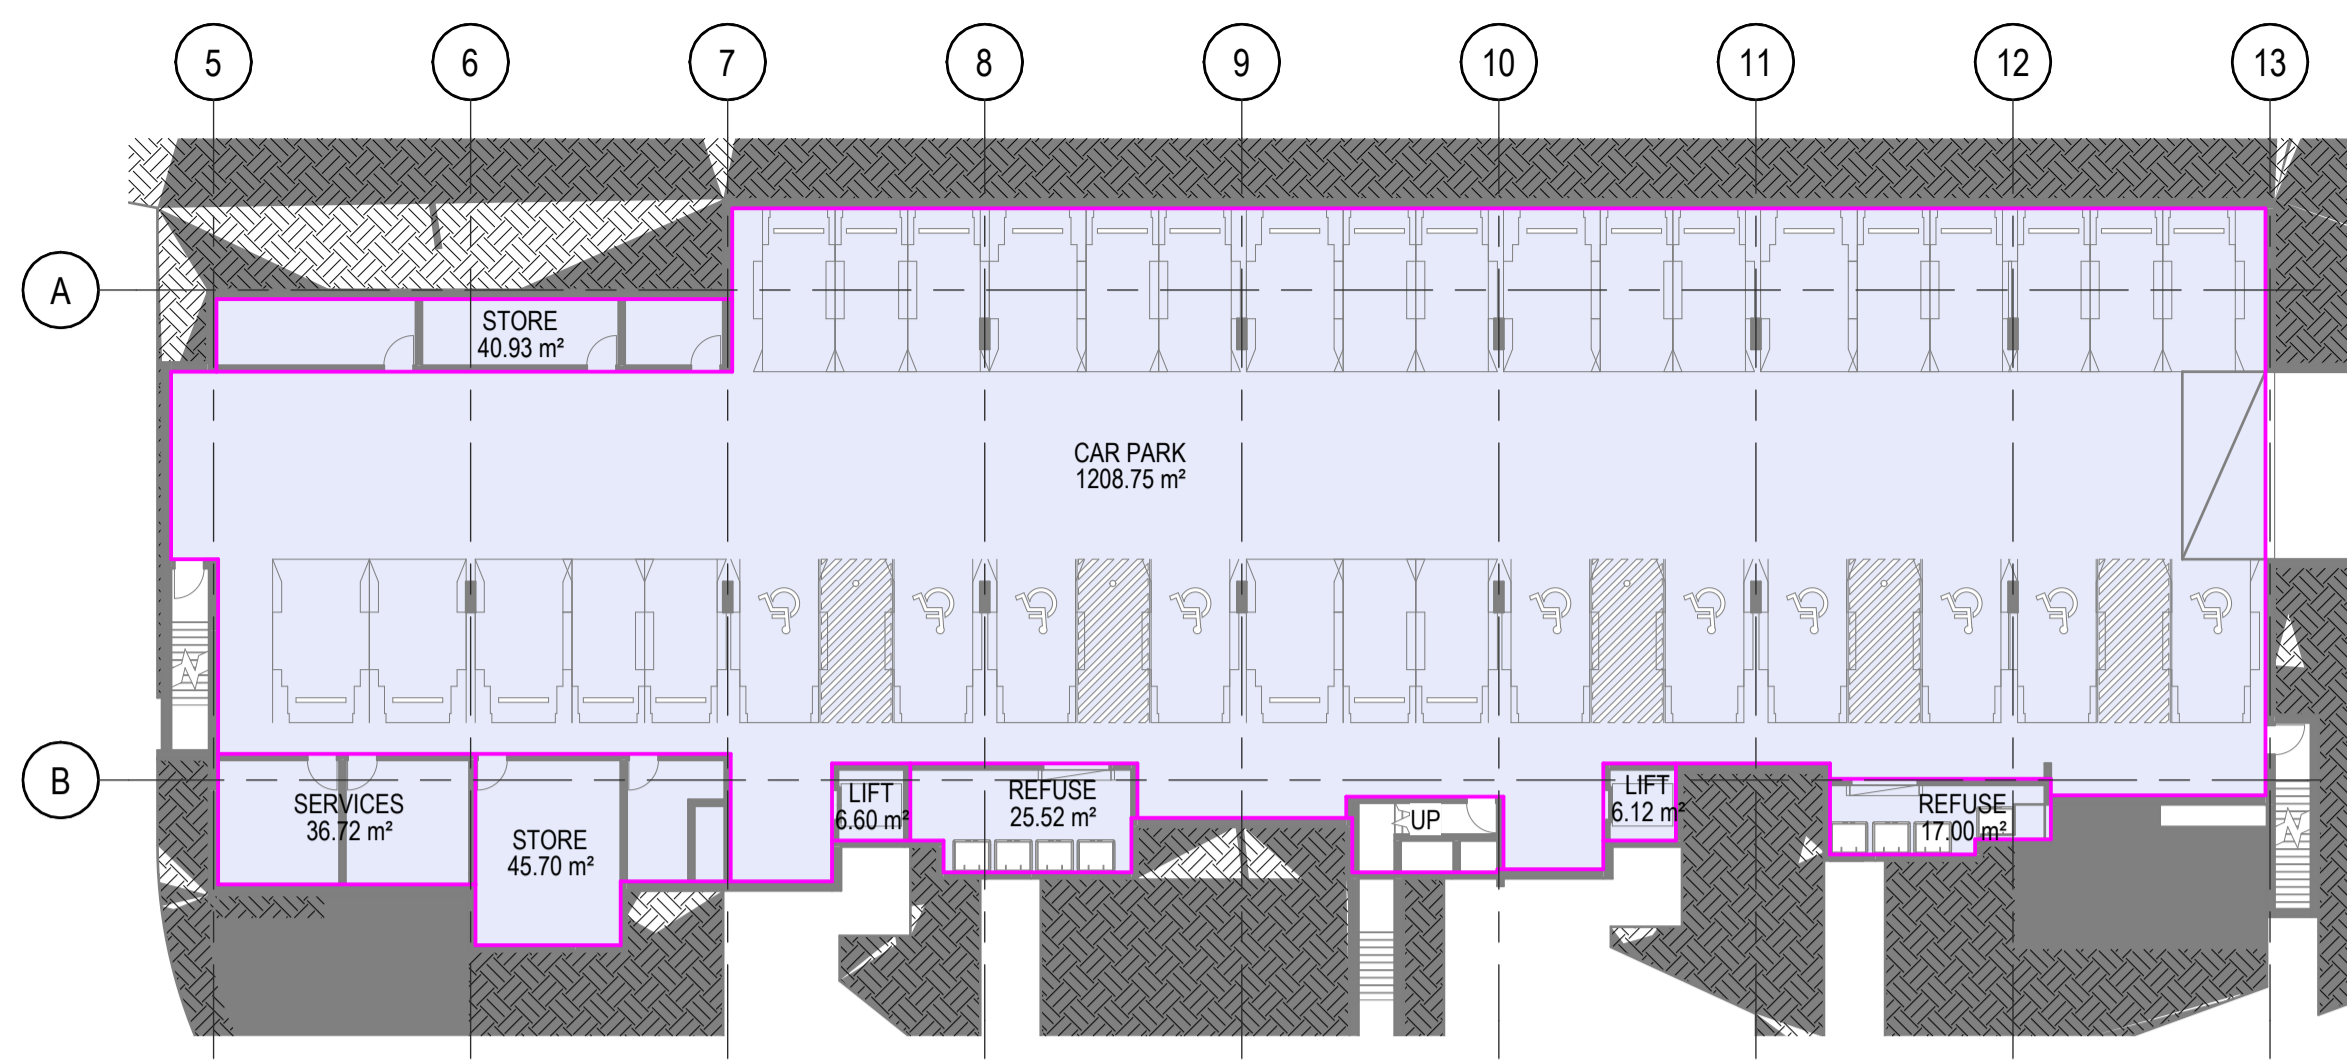 5
6
7
8
9
10
11
12
13
A
STORE
40.93 m²
CAR PARK
1208.75 m²
B
SERVICES
36.72 m²
STORE
45.70 m²
LIFT
6.60 m²
REFUSE
25.52 m²
UP
LIFT
6.12 m²
REFUSE
17.00 m²